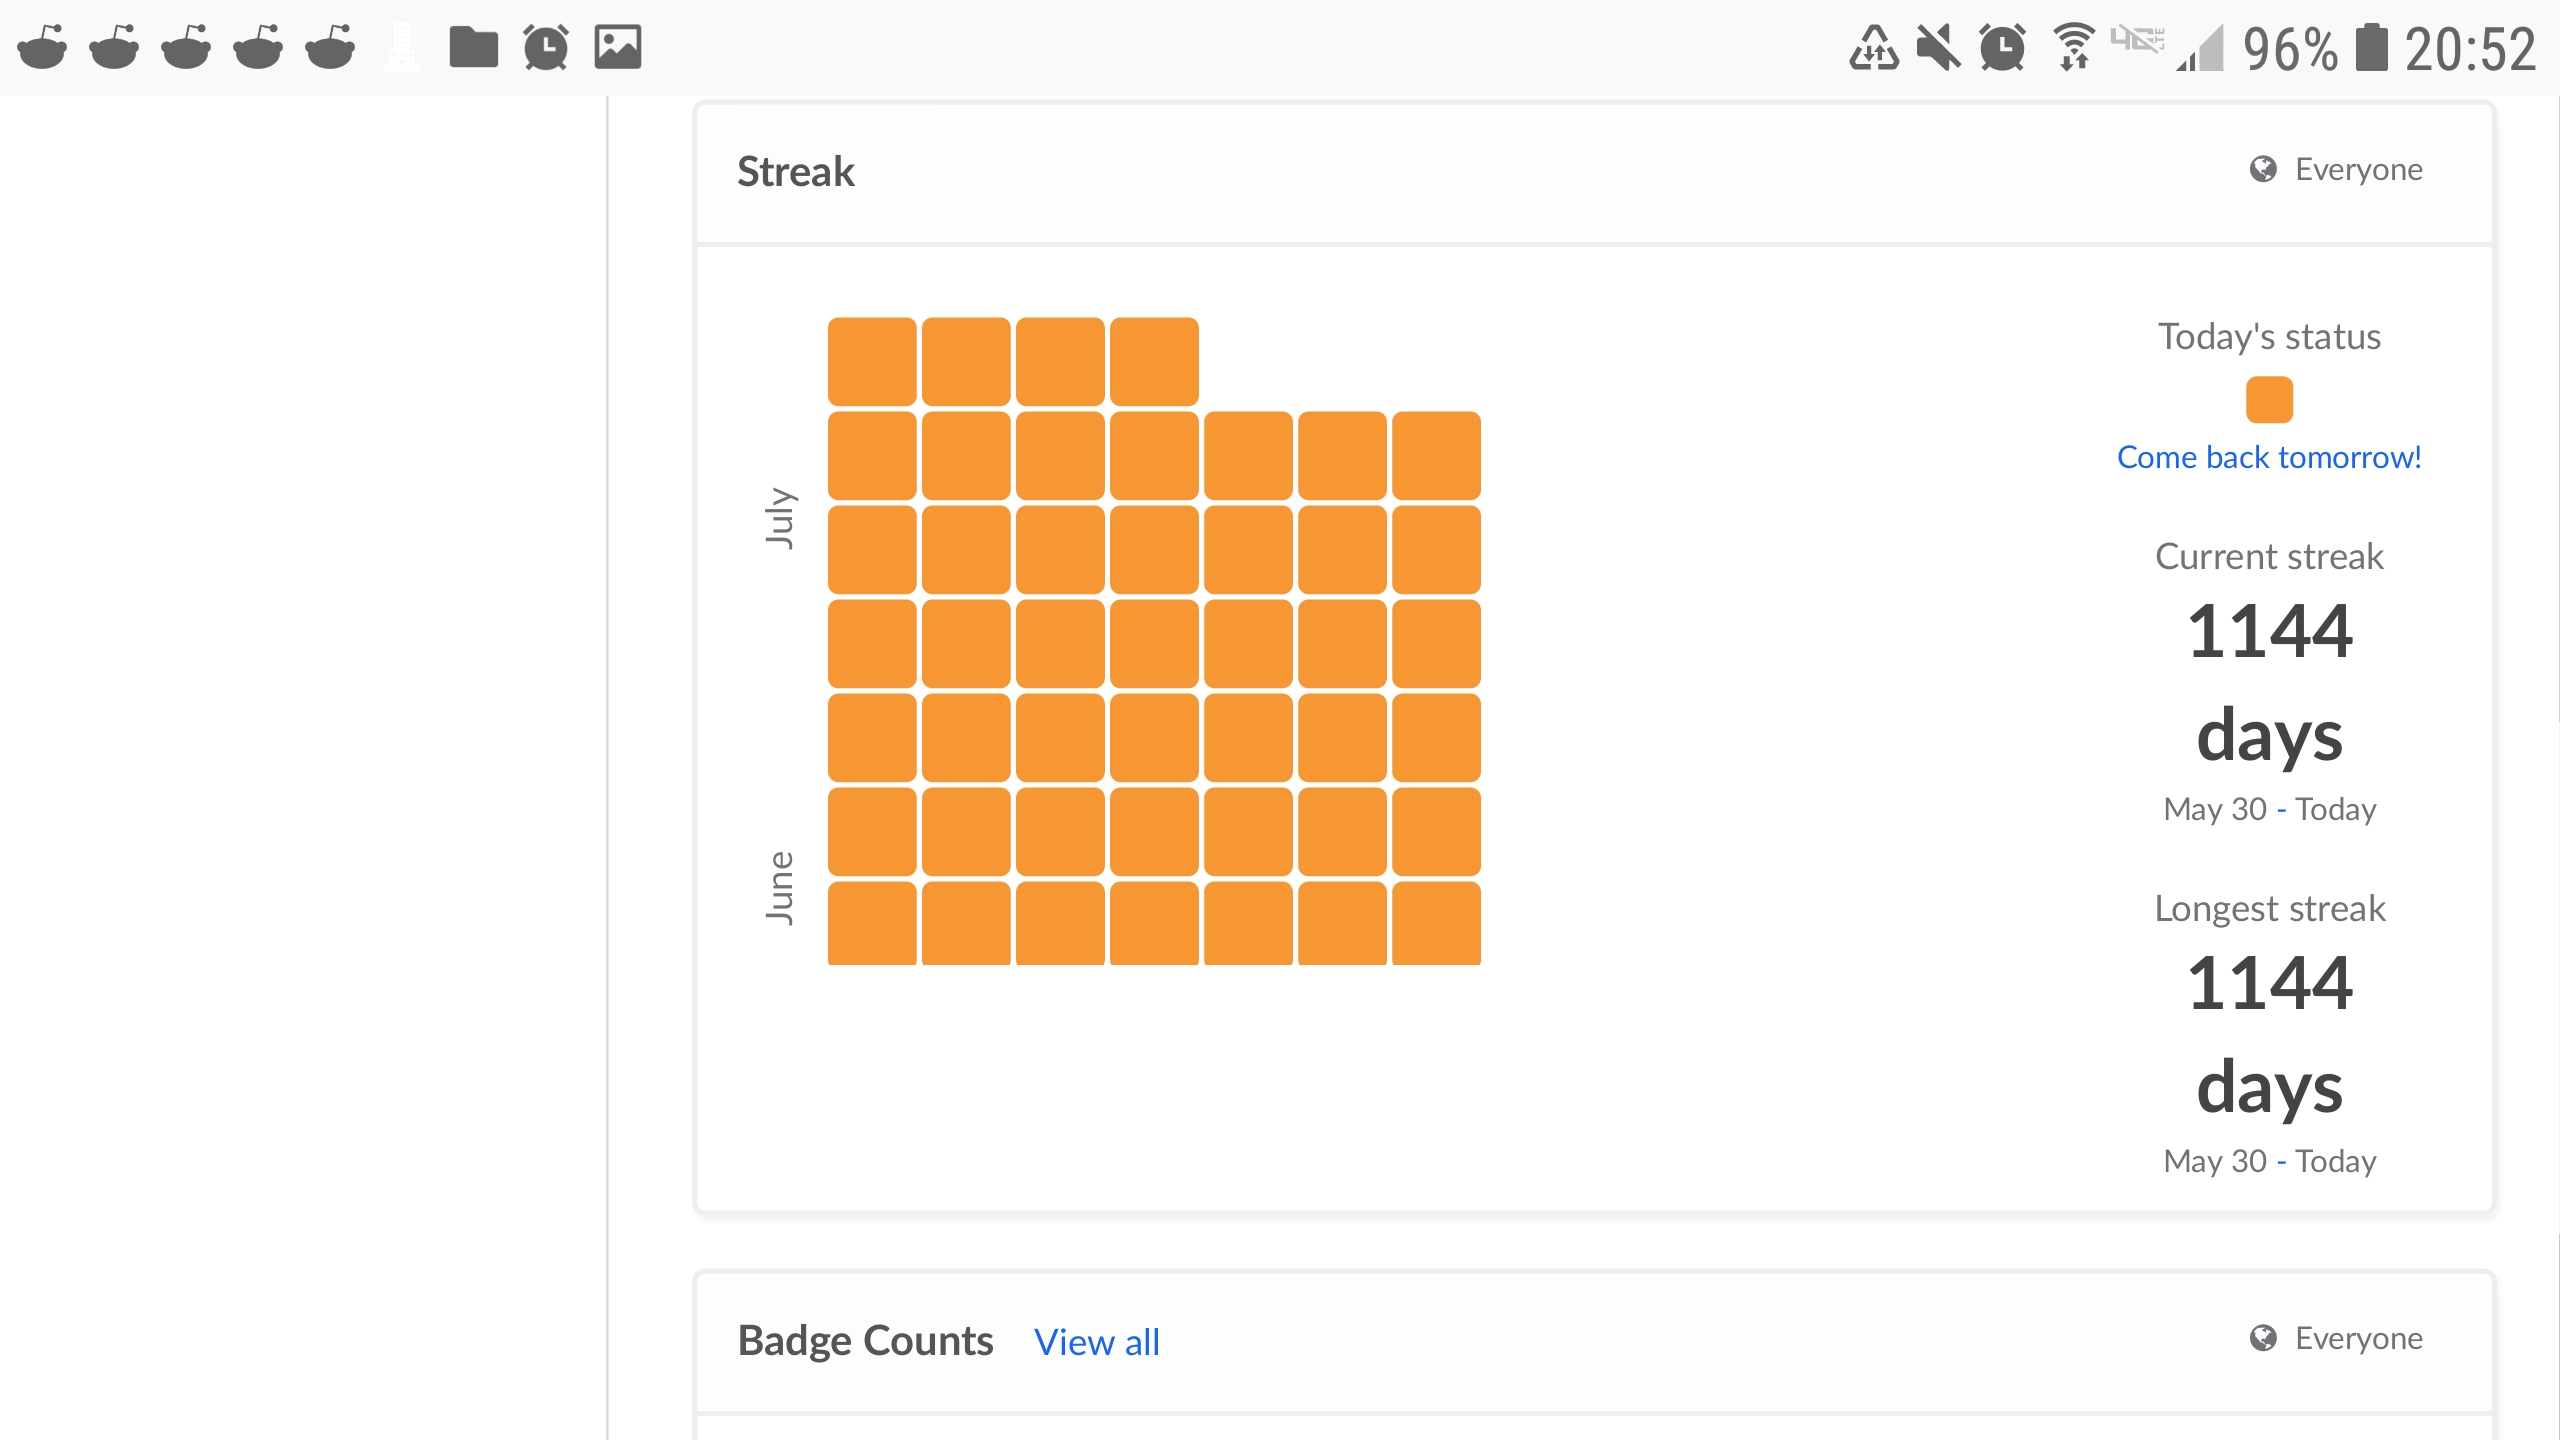 96% 20:52
Streak
Everyone
July
June
Today's status
Come back tomorrow!
Current streak
1144
days
May 30 - Today
Longest streak
1144
days
May 30 - Today
Badge Counts View all
Everyone